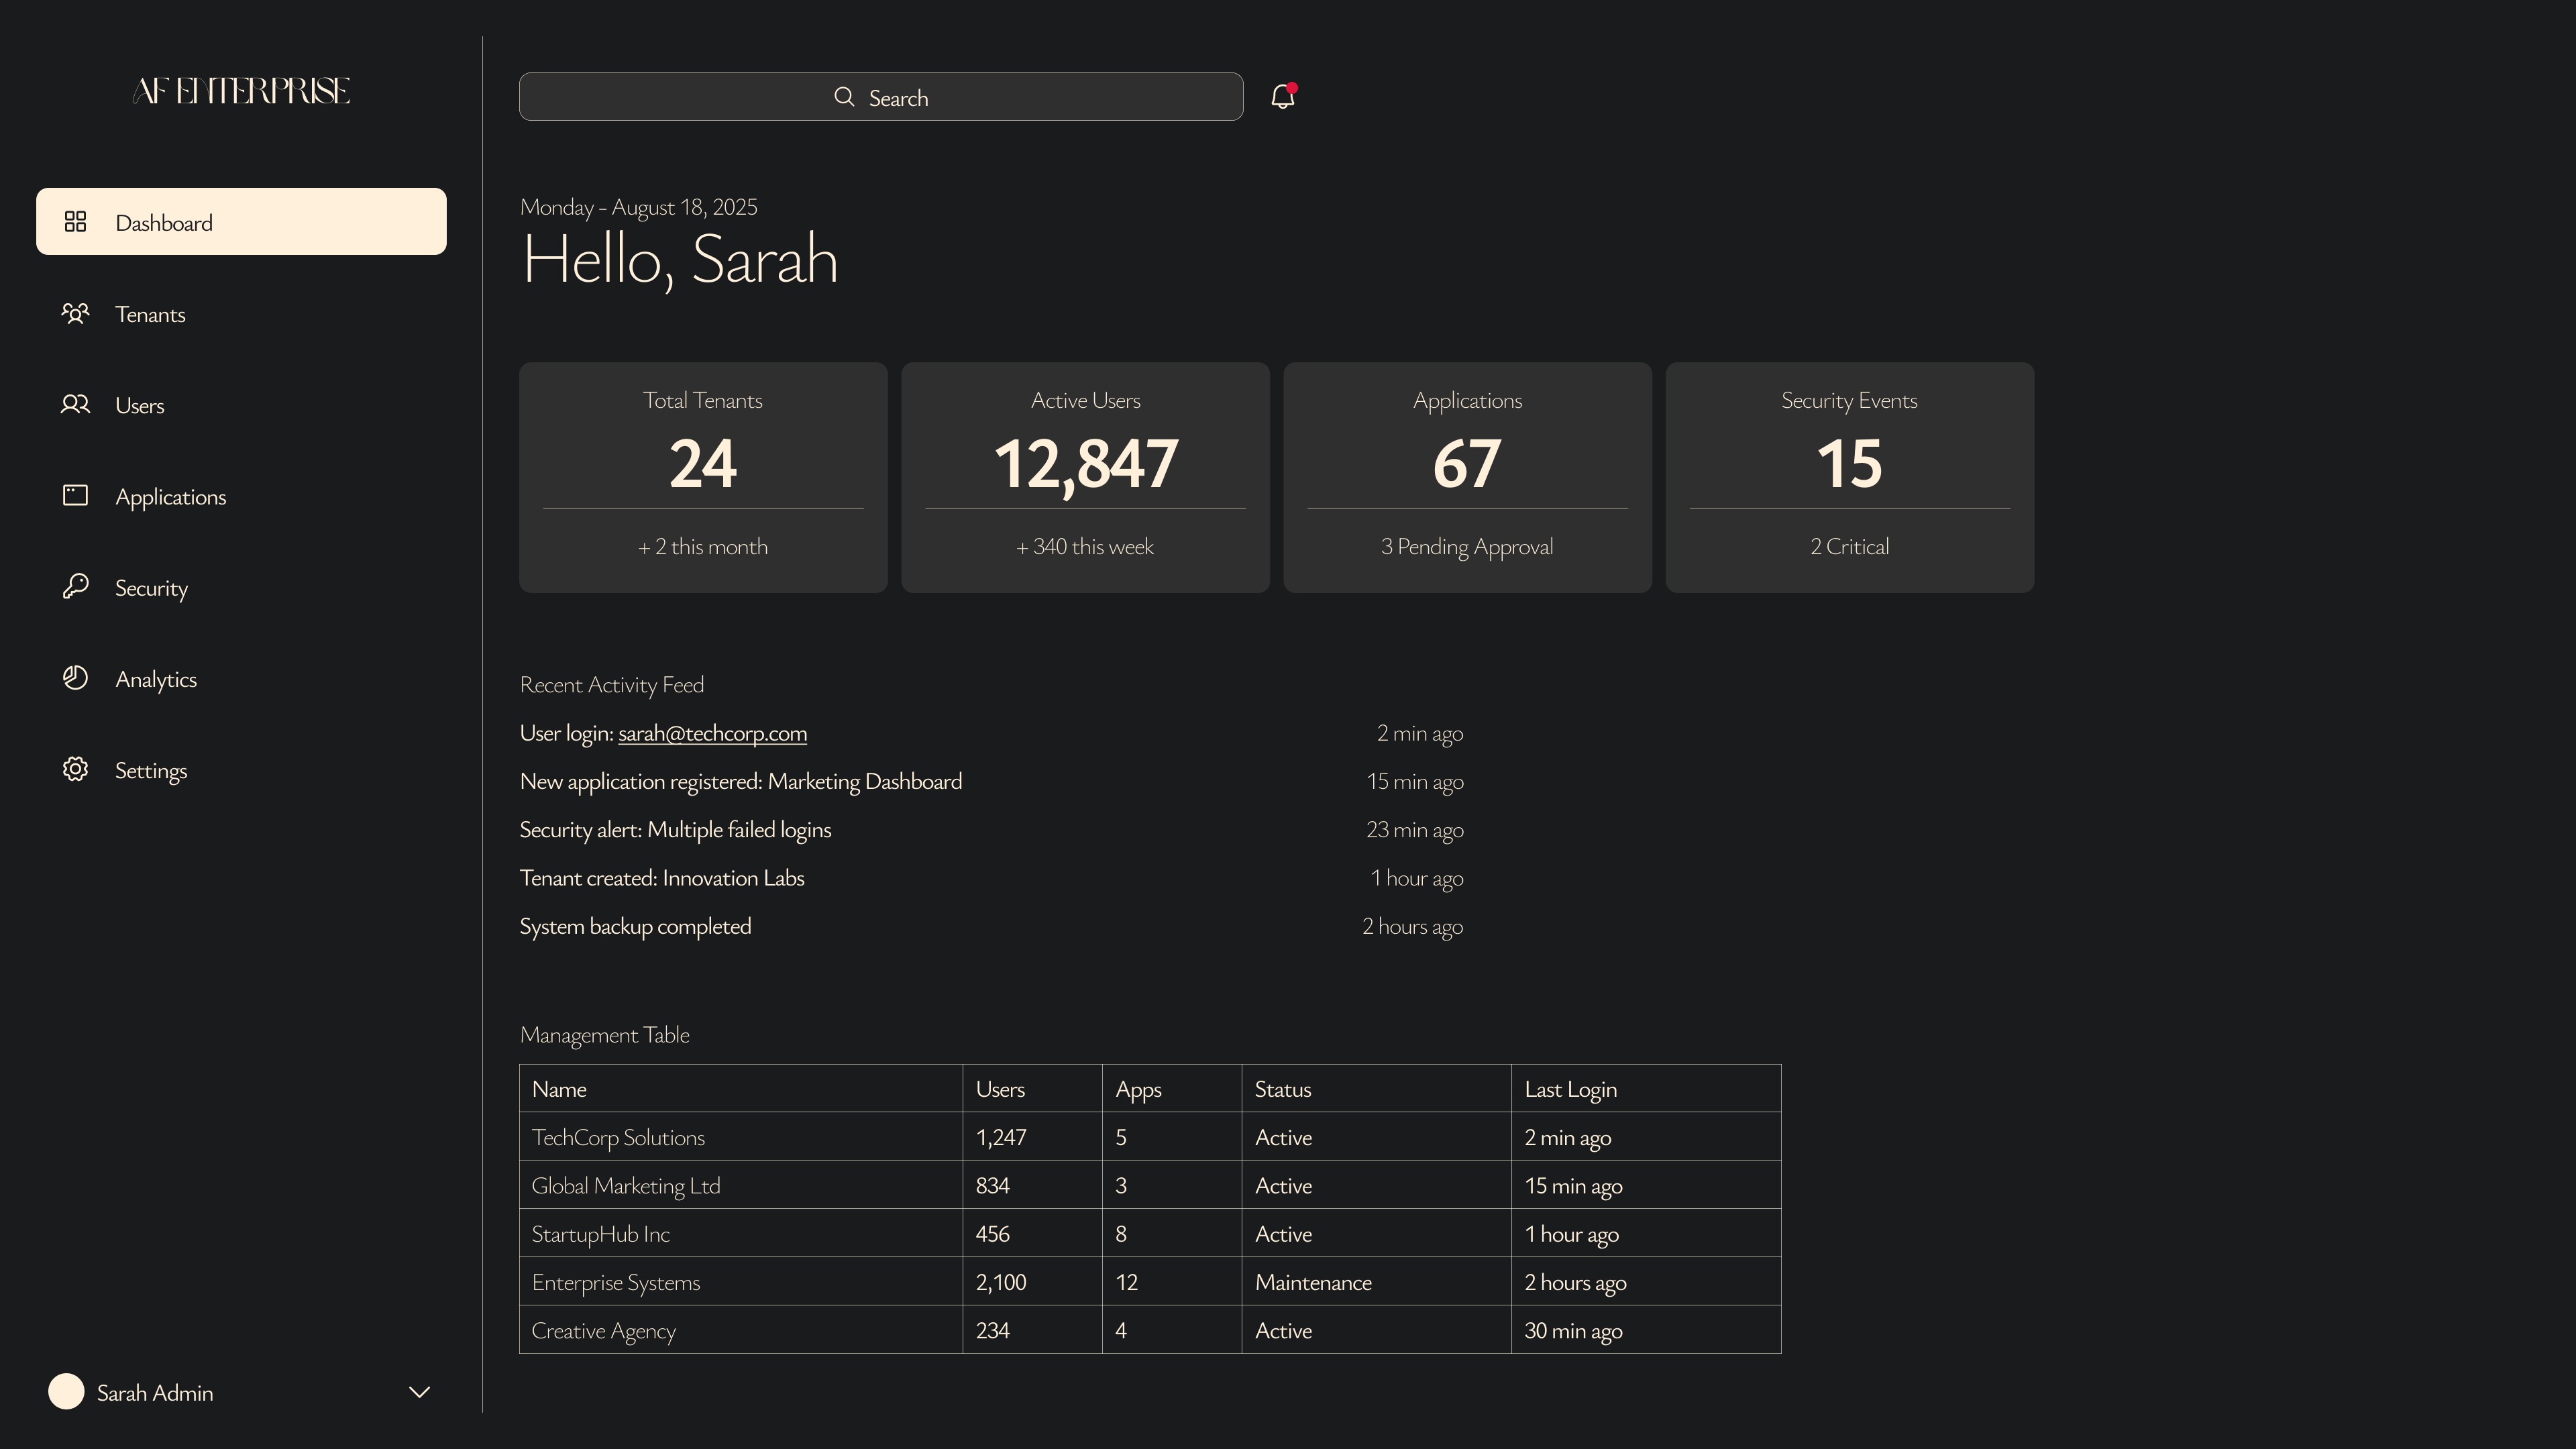 AF ENTERPRISE
Dashboard
Tenants
Users
Applications
Security
Analytics
Settings
Sarah Admin
Search
Monday - August 18, 2025
Hello, Sarah
Total Tenants
24
+ 2 this month
Active Users
12,847
+ 340 this week
Applications
67
3 Pending Approval
Security Events
15
2 Critical
Recent Activity Feed
User login: sarah@techcorp.com 2 min ago
New application registered: Marketing Dashboard 15 min ago
Security alert: Multiple failed logins 23 min ago
Tenant created: Innovation Labs 1 hour ago
System backup completed 2 hours ago
Management Table
Name Users Apps Status Last Login
TechCorp Solutions 1,247 5 Active 2 min ago
Global Marketing Ltd 834 3 Active 15 min ago
StartupHub Inc 456 8 Active 1 hour ago
Enterprise Systems 2,100 12 Maintenance 2 hours ago
Creative Agency 234 4 Active 30 min ago